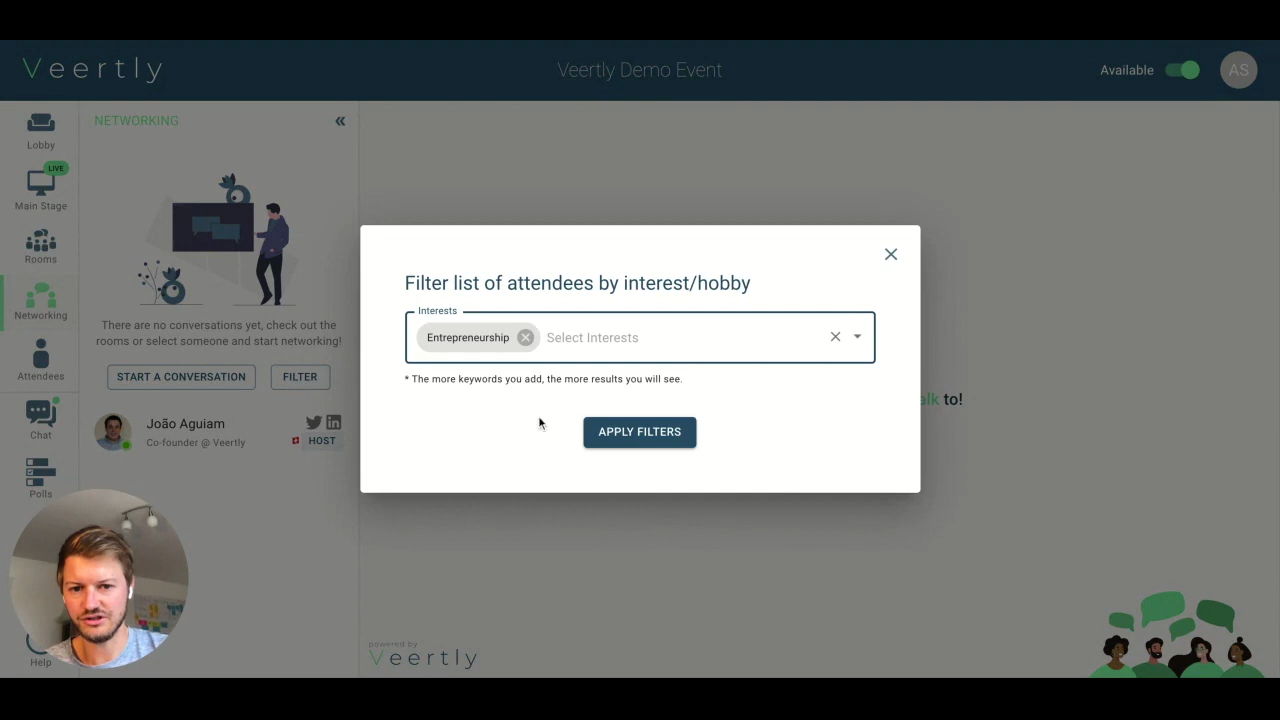 Veertly
Veertly Demo Event
Available
AS
Lobby
LIVE
Main Stage
Rooms
Networking
Attendees
Chat
Polls
Help
NETWORKING
There are no conversations yet, check out the
rooms or select someone and start networking!
START A CONVERSATION
FILTER
João Aguiam
Co-founder @ Veertly
HOST
Filter list of attendees by interest/hobby
Interests
Entrepreneurship
Select Interests
* The more keywords you add, the more results you will see.
APPLY FILTERS
alk to!
powered by
Veertly